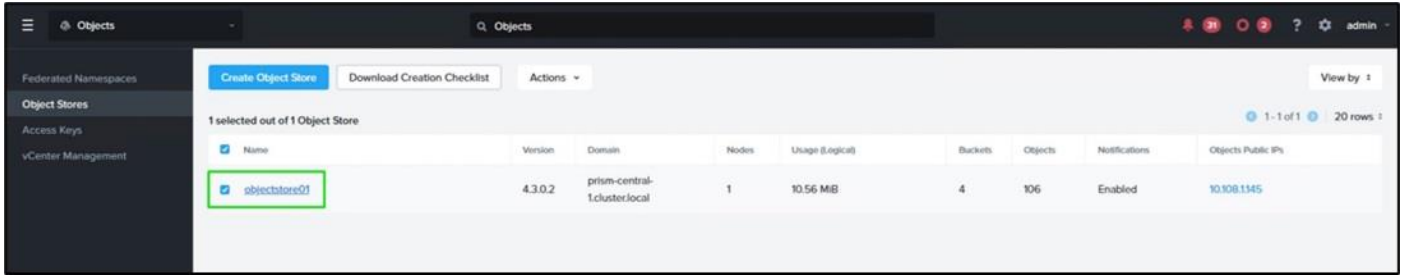 Objects
Objects
31
2
?
admin
Federated Namespaces
Object Stores
Access Keys
vCenter Management
Create Object Store
Download Creation Checklist
Actions
View by
1 selected out of 1 Object Store
1-1 of 1
20 rows
Name Version Domain Nodes Usage (Logical) Buckets Objects Notifications Objects Public IPs
objectstore01 4.3.0.2 prism-central- 1 10.56 MiB 4 106 Enabled 10.108.1.145
1.cluster.local